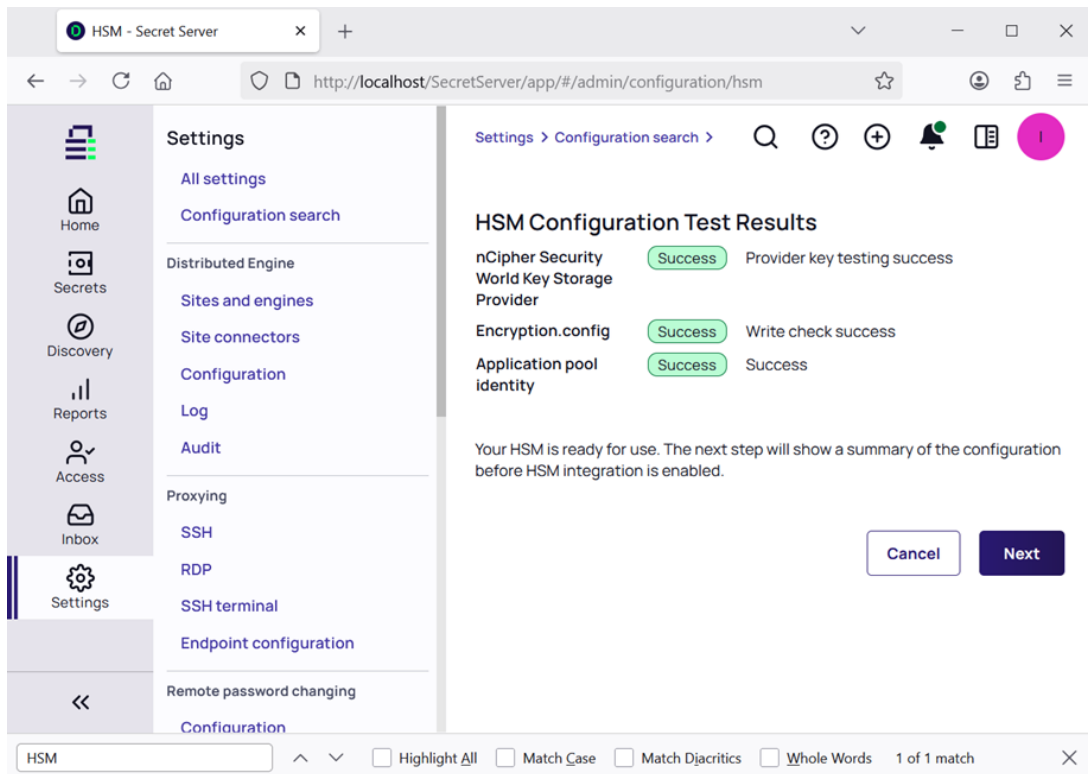 HSM - Secret Server
http://localhost/SecretServer/app/#/admin/configuration/hsm
Home
Secrets
Discovery
Reports
Access
Inbox
Settings
Settings
All settings
Configuration search
Distributed Engine
Sites and engines
Site connectors
Configuration
Log
Audit
Proxying
SSH
RDP
SSH terminal
Endpoint configuration
Remote password changing
Configuration
Settings > Configuration search >
I
HSM Configuration Test Results
nCipher Security
World Key Storage
Provider
Success
Provider key testing success
Encryption.config
Success
Write check success
Application pool
identity
Success
Success
Your HSM is ready for use. The next step will show a summary of the configuration
before HSM integration is enabled.
Cancel
Next
HSM
Highlight All
Match Case
Match Diacritics
Whole Words
1 of 1 match